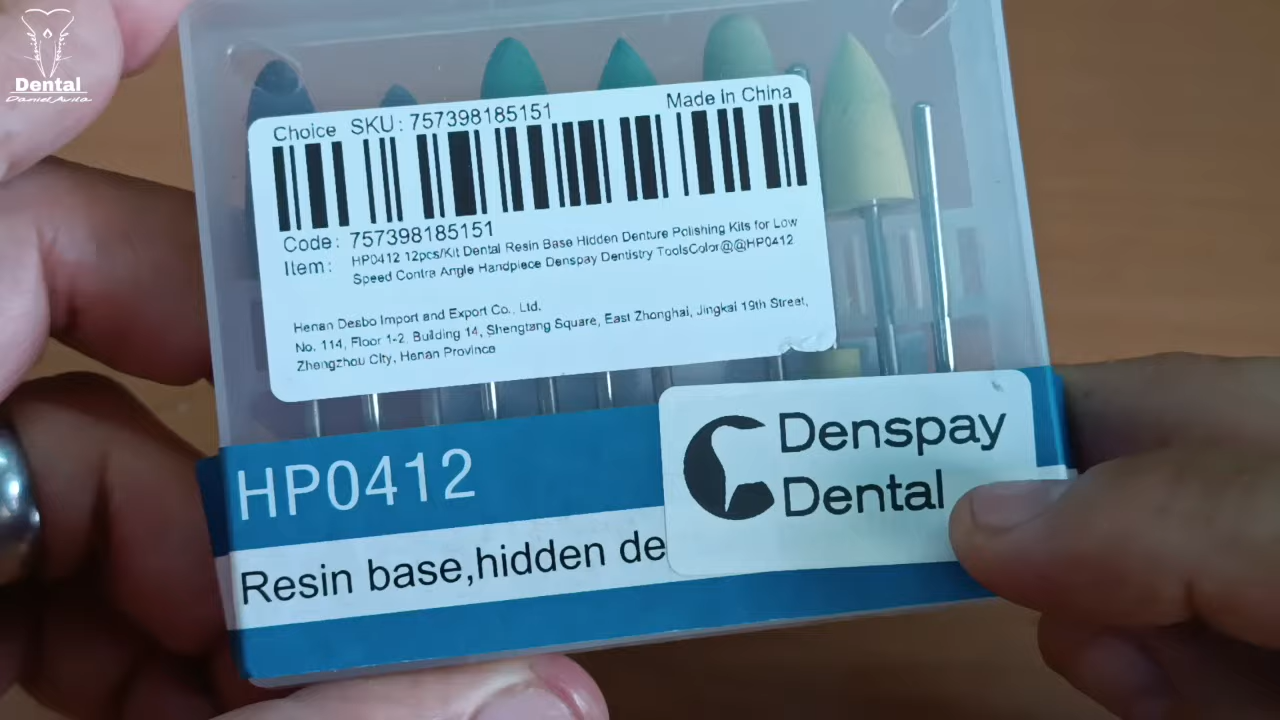 Dental
Daniel Avila
Choice SKU: 757398185151
Made in China
Code: 757398185151
Item: HP0412 12pcs/Kit Dental Resin Base Hidden Denture Polishing Kits for Low
Speed Contra Angle Handpiece Denspay Dentistry ToolsColor@@HP0412
Henan Desbo Import and Export Co., Ltd.
No. 114, Floor 1-2, Building 14, Shengtang Square, East Zhonghai, Jingkai 19th Street,
Zhengzhou City, Henan Province
HP0412
Resin base,hidden de
Denspay
Dental